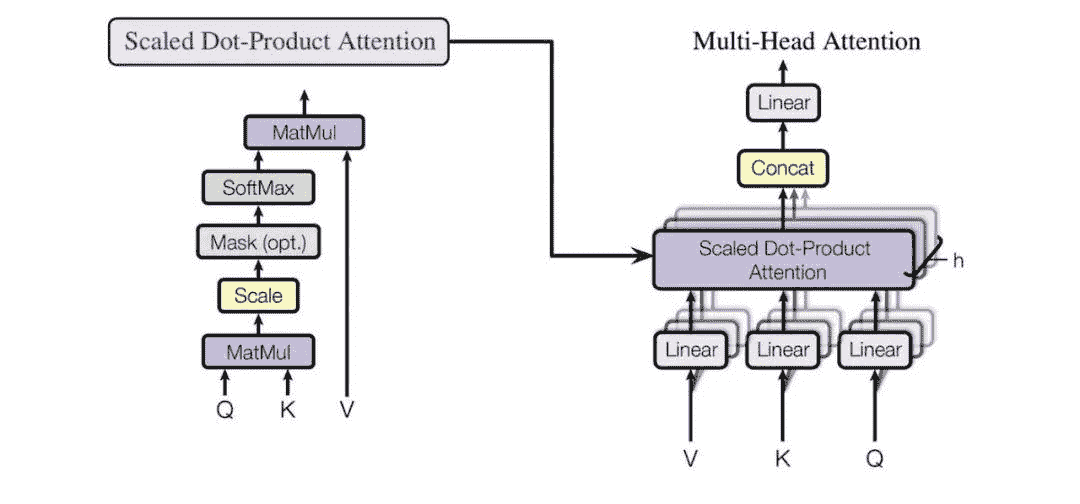 Scaled Dot-Product Attention
MatMul
SoftMax
Mask (opt.)
Scale
MatMul
Q K V
Multi-Head Attention
Linear
Concat
Scaled Dot-Product
Attention
h
Linear Linear Linear
V K Q